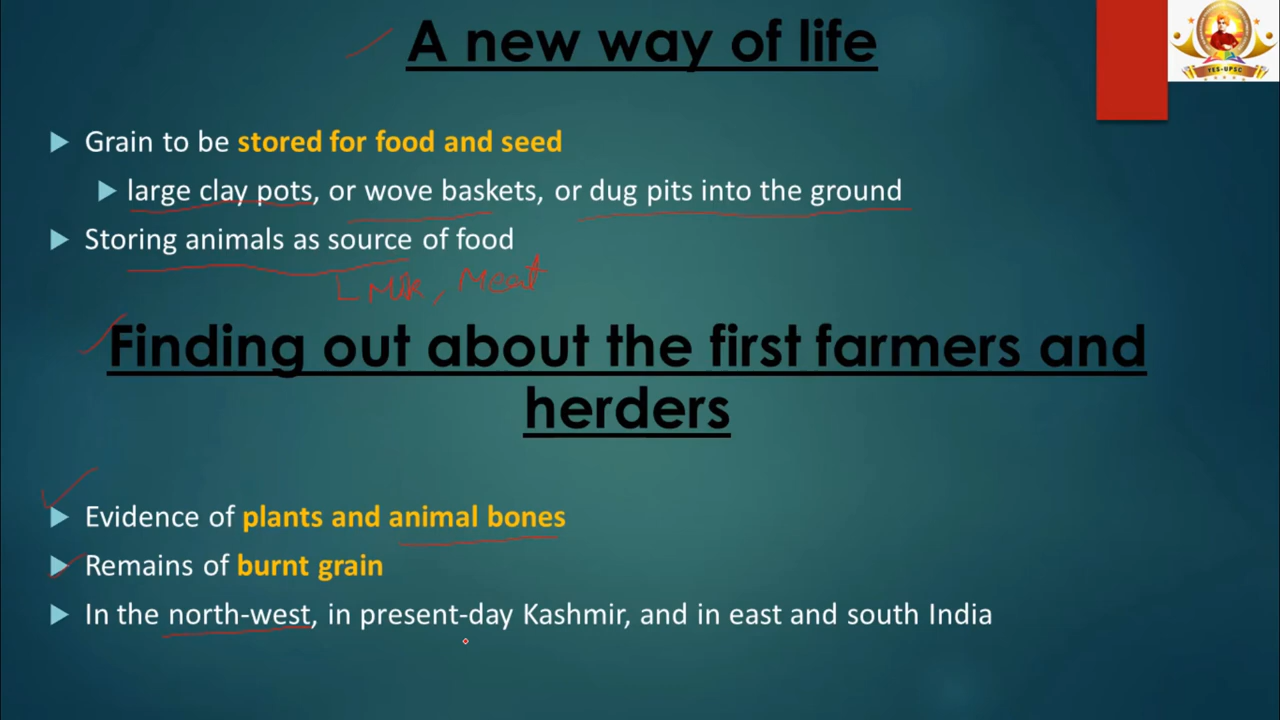 A new way of life
YES-UPSC
Grain to be stored for food and seed
large clay pots, or wove baskets, or dug pits into the ground
Storing animals as source of food
Milk, Meat
Finding out about the first farmers and
herders
Evidence of plants and animal bones
Remains of burnt grain
In the north-west, in present-day Kashmir, and in east and south India